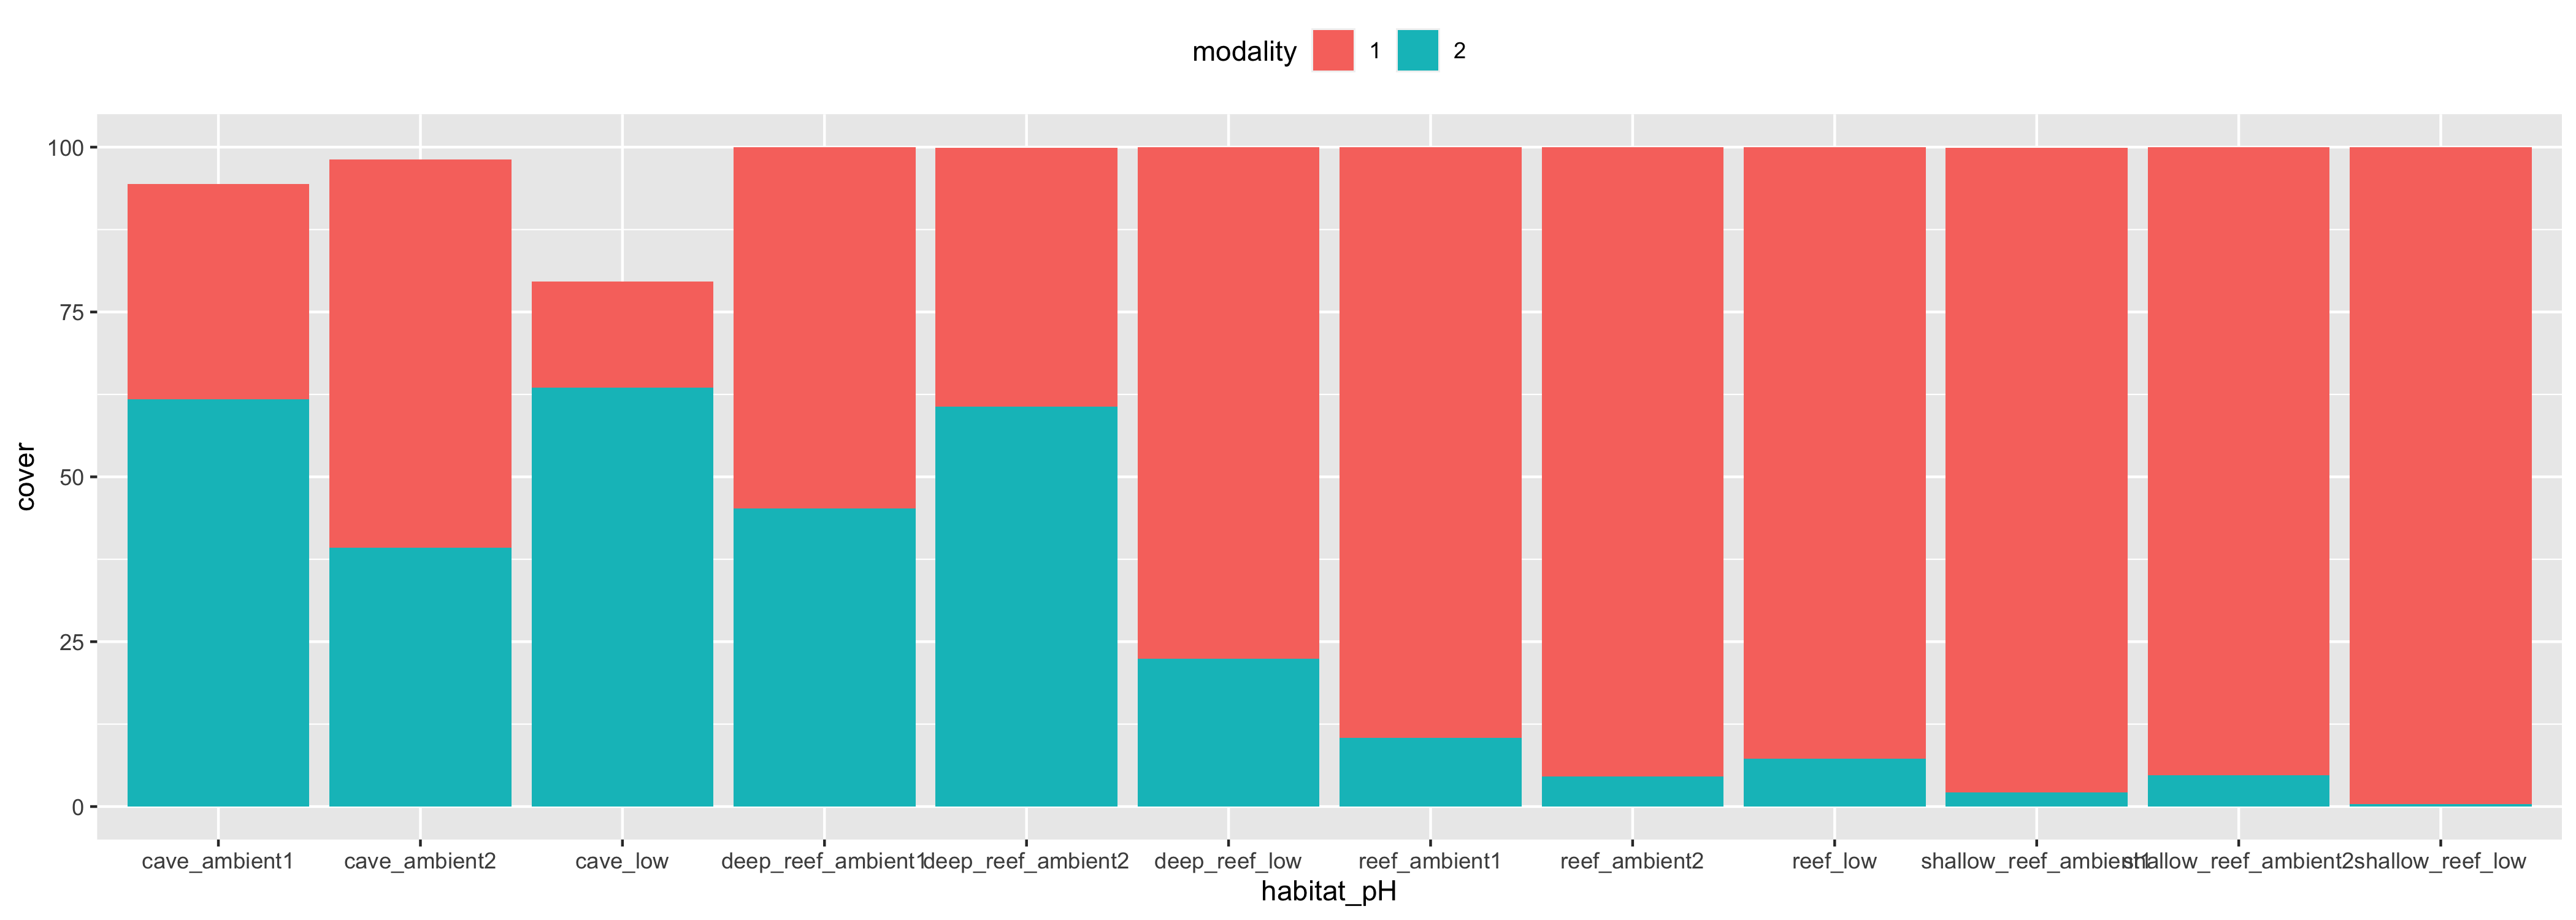 modality 1 2
100
75
50
25
0
cover
cave_ambient1 cave_ambient2 cave_low deep_reef_ambient1 deep_reef_ambient2 deep_reef_low reef_ambient1 reef_ambient2 reef_low shallow_reef_ambient1 shallow_reef_ambient2 shallow_reef_low
habitat_pH